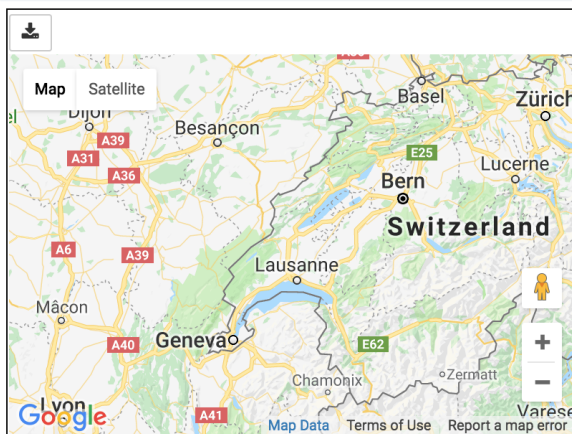 Map Satellite
Basel
Zürich
Dijon
Besançon
A39
A31
A36
E25
Lucerne
Bern
Switzerland
A6
A39
Lausanne
Mâcon
A40
Geneva
E62
Chamonix
Zermatt
Lyon
Google
A41
Varese
Map Data Terms of Use Report a map error